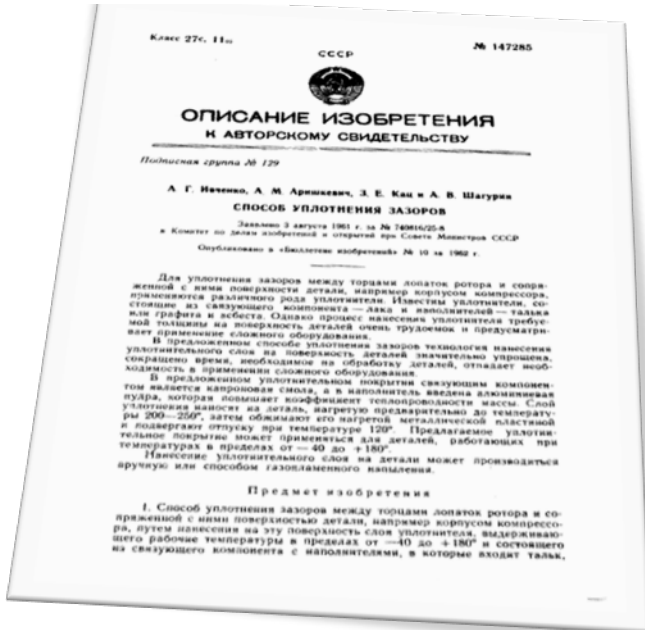 Класс 27с, 11₀₁
№ 147285
СССР
ОПИСАНИЕ ИЗОБРЕТЕНИЯ
К АВТОРСКОМУ СВИДЕТЕЛЬСТВУ
Подписная группа № 129
А. Г. Ивченко, А. М. Аришкевич, З. Е. Кац и А. В. Шагурин
СПОСОБ УПЛОТНЕНИЯ ЗАЗОРОВ
Заявлено 3 августа 1961 г. за № 740816/25-8
в Комитет по делам изобретений и открытий при Совете Министров СССР
Опубликовано в «Бюллетене изобретений» № 10 за 1962 г.
Для уплотнения зазоров между торцами лопаток ротора и сопря-
женной с ними поверхности детали, например корпусом компрессора,
применяются различного рода уплотнители. Известны уплотнители, со-
стоящие из связующего компонента — лака и наполнителей — талька
или графита и асбеста. Однако процесс нанесения уплотнителя требуе-
мой толщины на поверхность деталей очень трудоемок и предусматри-
вает применение сложного оборудования.
В предложенном способе уплотнения зазоров технология нанесения
уплотнительного слоя на поверхность деталей значительно упрощена,
сокращено время, необходимое на обработку деталей, отпадает необ-
ходимость в применении сложного оборудования.
В предложенном уплотнительном покрытии связующим компонен-
том является капроновая смола, а в наполнитель введена алюминиевая
пудра, которая повышает коэффициент теплопроводности массы. Слой
уплотнения наносят на деталь, нагретую предварительно до температу-
ры 200—250°, затем обжимают его нагретой металлической пластиной
и подвергают отпуску при температуре 120°. Предлагаемое уплотни-
тельное покрытие может применяться для деталей, работающих при
температурах в пределах от — 40 до +180°.
Нанесение уплотнительного слоя на детали может производиться
вручную или способом газопламенного напыления.
Предмет изобретения
1. Способ уплотнения зазоров между торцами лопаток ротора и со-
пряженной с ними поверхностью детали, например корпусом компрессо-
ра, путем нанесения на эту поверхность слоя уплотнителя, выдерживаю-
щего рабочие температуры в пределах от —40 до +180° и состоящего
из связующего компонента с наполнителями, в которые входят тальк,